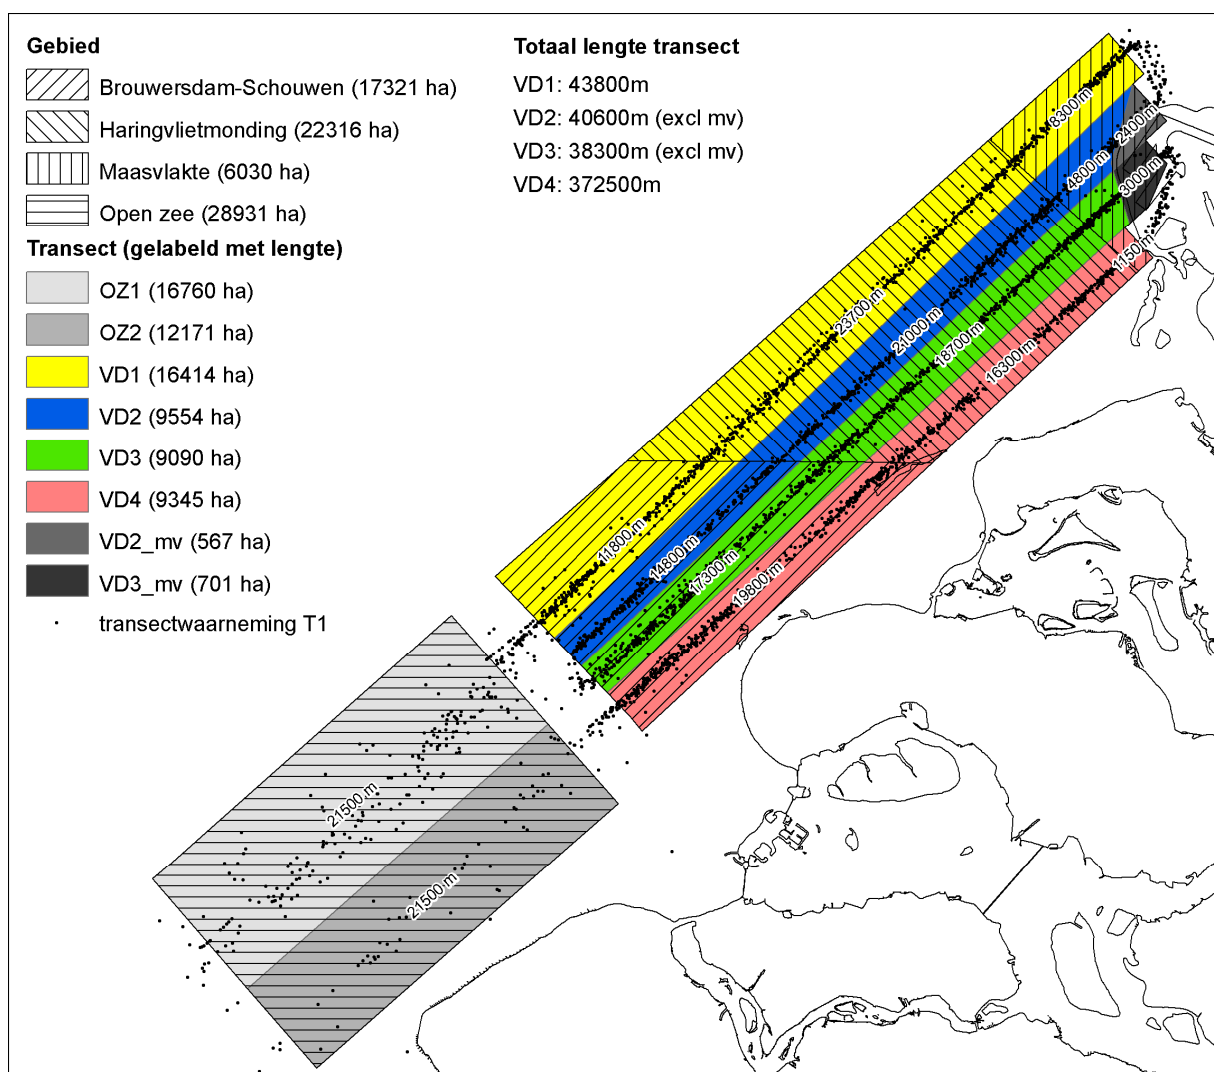 Gebied
Brouwersdam-Schouwen (17321 ha)
Haringvlietmonding (22316 ha)
Maasvlakte (6030 ha)
Open zee (28931 ha)
Transect (gelabeld met lengte)
OZ1 (16760 ha)
OZ2 (12171 ha)
VD1 (16414 ha)
VD2 (9554 ha)
VD3 (9090 ha)
VD4 (9345 ha)
VD2_mv (567 ha)
VD3_mv (701 ha)
transectwaarneming T1
Totaal lengte transect
VD1: 43800m
VD2: 40600m (excl mv)
VD3: 38300m (excl mv)
VD4: 372500m
8300 m
2400 m
4800 m
3000 m
1150 m
23700 m
21000 m
18700 m
16300 m
11800 m
14800 m
17300 m
19800 m
21500 m
21500 m